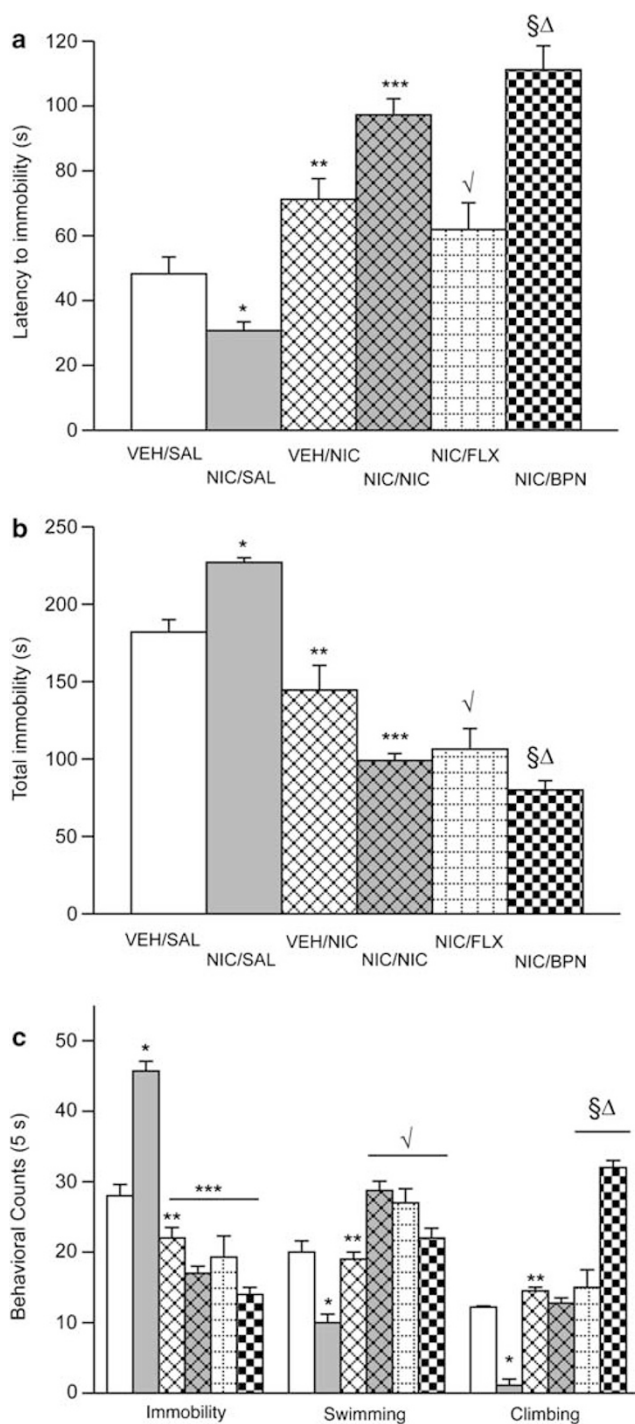 a
Latency to immobility (s)
120
100
80
60
40
20
0
*
**
***
√
§Δ
VEH/SAL
NIC/SAL
VEH/NIC
NIC/NIC
NIC/FLX
NIC/BPN
b
Total immobility (s)
250
200
150
100
50
0
*
**
***
√
§Δ
VEH/SAL
NIC/SAL
VEH/NIC
NIC/NIC
NIC/FLX
NIC/BPN
c
Behavioral Counts (5 s)
50
40
30
20
10
0
*
**
***
*
**
√
*
**
§Δ
Immobility
Swimming
Climbing